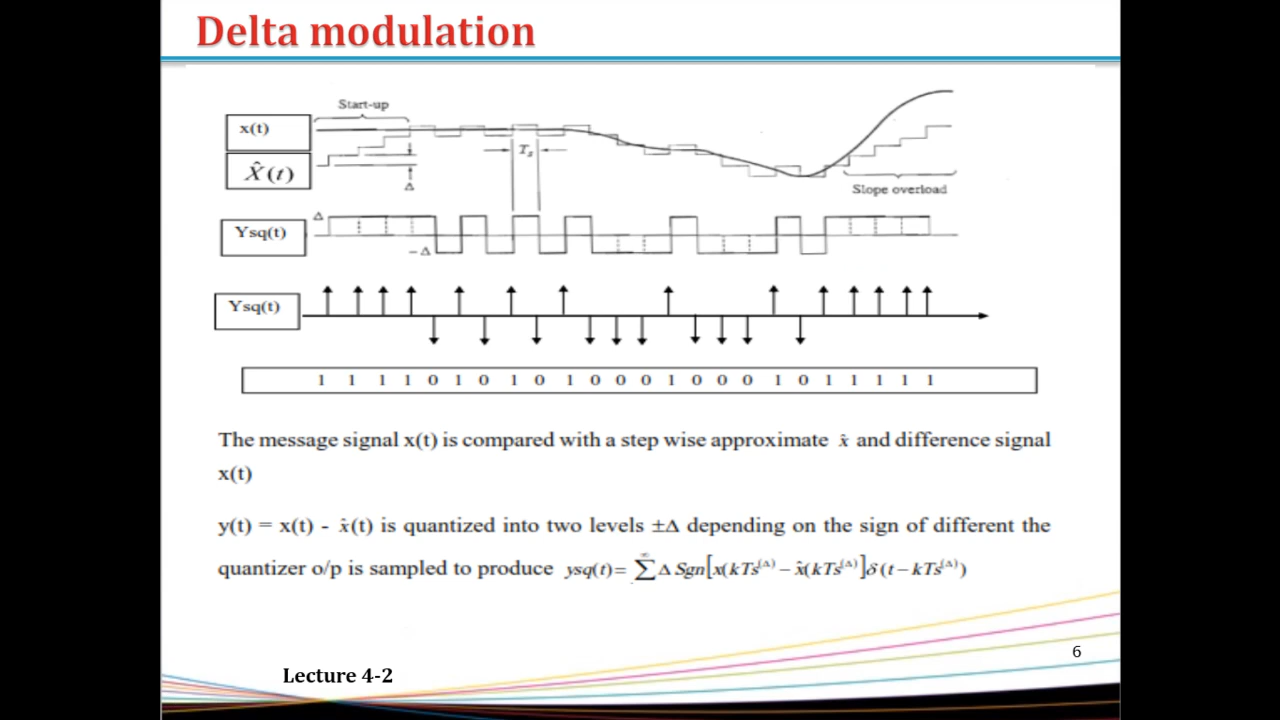 Delta modulation
Start-up
x(t)
X̂(t)
Tₛ
Δ
Slope overload
Δ
Ysq(t)
−Δ
Ysq(t)
1 1 1 1 0 1 0 1 0 1 0 0 0 1 0 0 0 1 0 1 1 1 1 1
The message signal x(t) is compared with a step wise approximate x̂ and difference signal
x(t)
y(t) = x(t) - x̂(t) is quantized into two levels ±Δ depending on the sign of different the
quantizer o/p is sampled to produce ysq(t)= ∑^∞ Δ Sgn[x(kTs^(Δ) − x̂(kTs^(Δ)]δ(t−kTs^(Δ))
6
Lecture 4-2